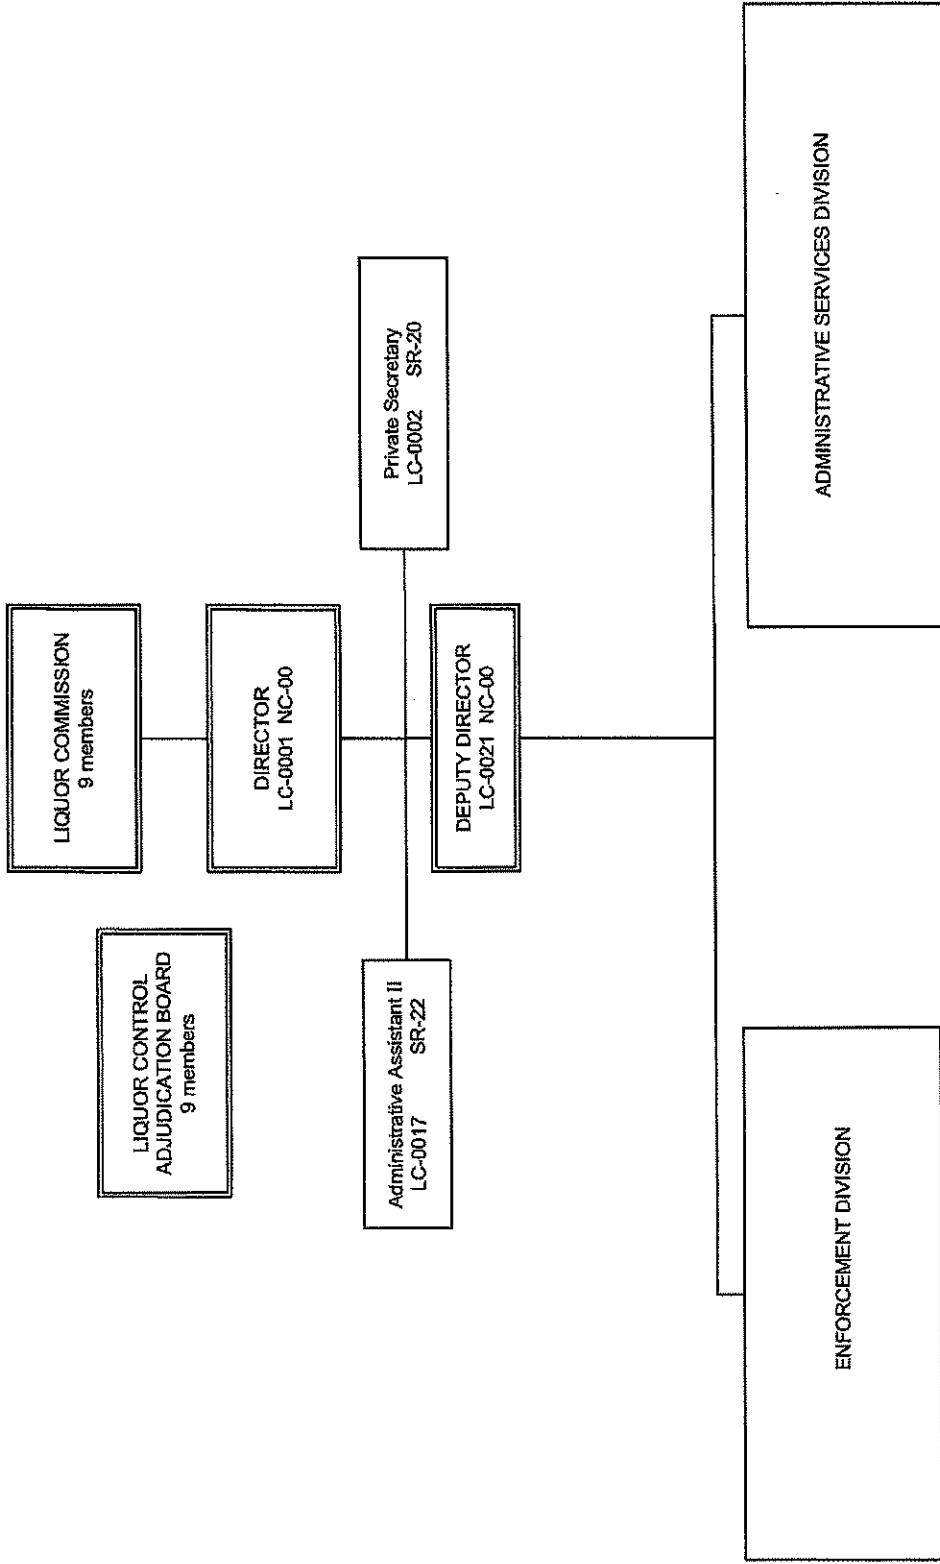 LIQUOR COMMISSION
9 members
LIQUOR CONTROL
ADJUDICATION BOARD
9 members
DIRECTOR
LC-0001 NC-00
Administrative Assistant II
LC-0017 SR-22
Private Secretary
LC-0002 SR-20
DEPUTY DIRECTOR
LC-0021 NC-00
ENFORCEMENT DIVISION
ADMINISTRATIVE SERVICES DIVISION